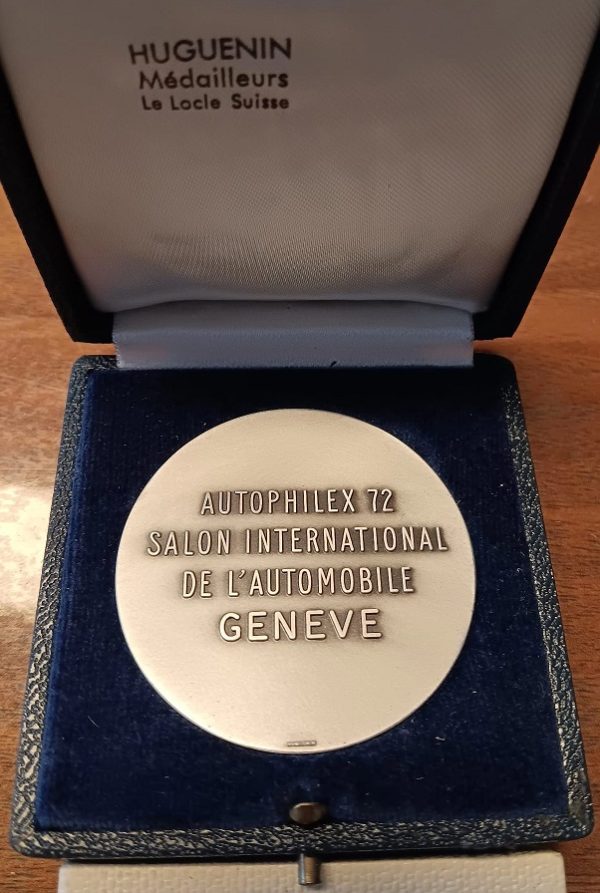 HUGUENIN
Médailleurs
Le Locle Suisse
AUTOPHILEX 72
SALON INTERNATIONAL
DE L'AUTOMOBILE
GENEVE